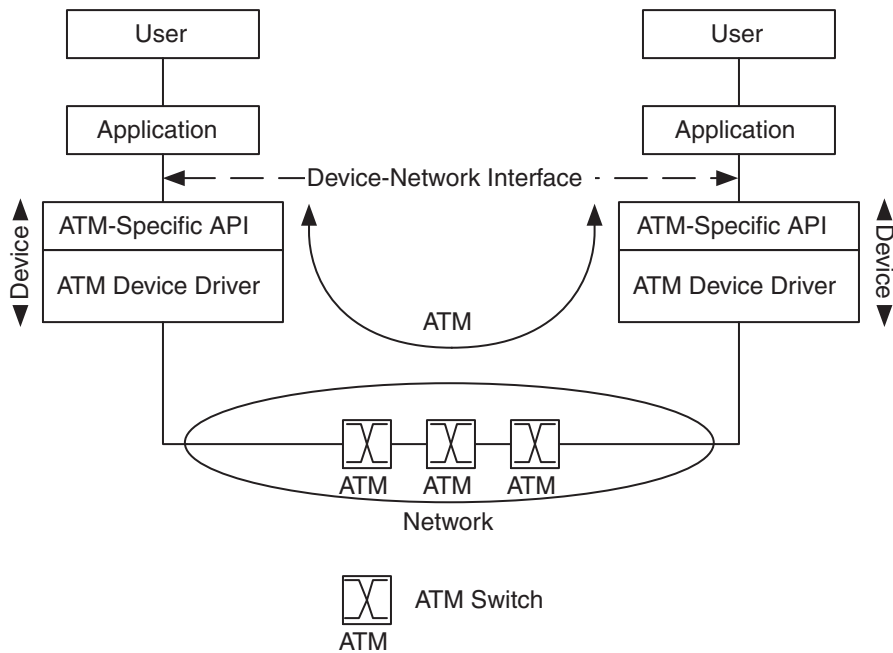 User
User
Application
Application
Device-Network Interface
Device
ATM-Specific API
ATM Device Driver
ATM
ATM-Specific API
ATM Device Driver
Device
ATM
ATM
ATM
Network
ATM Switch
ATM